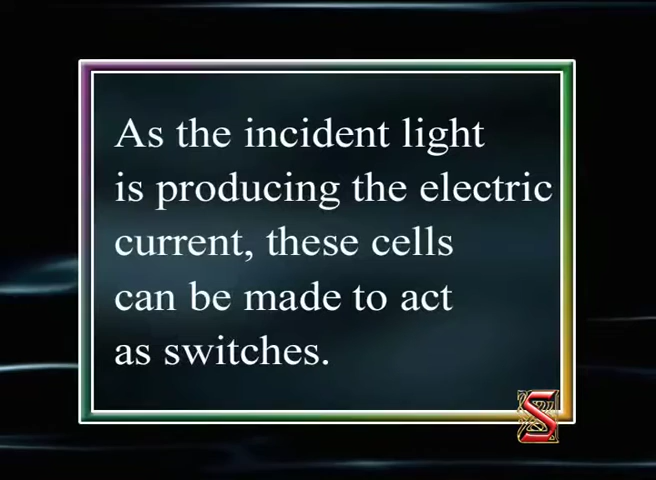 As the incident light
is producing the electric
current, these cells
can be made to act
as switches.
S